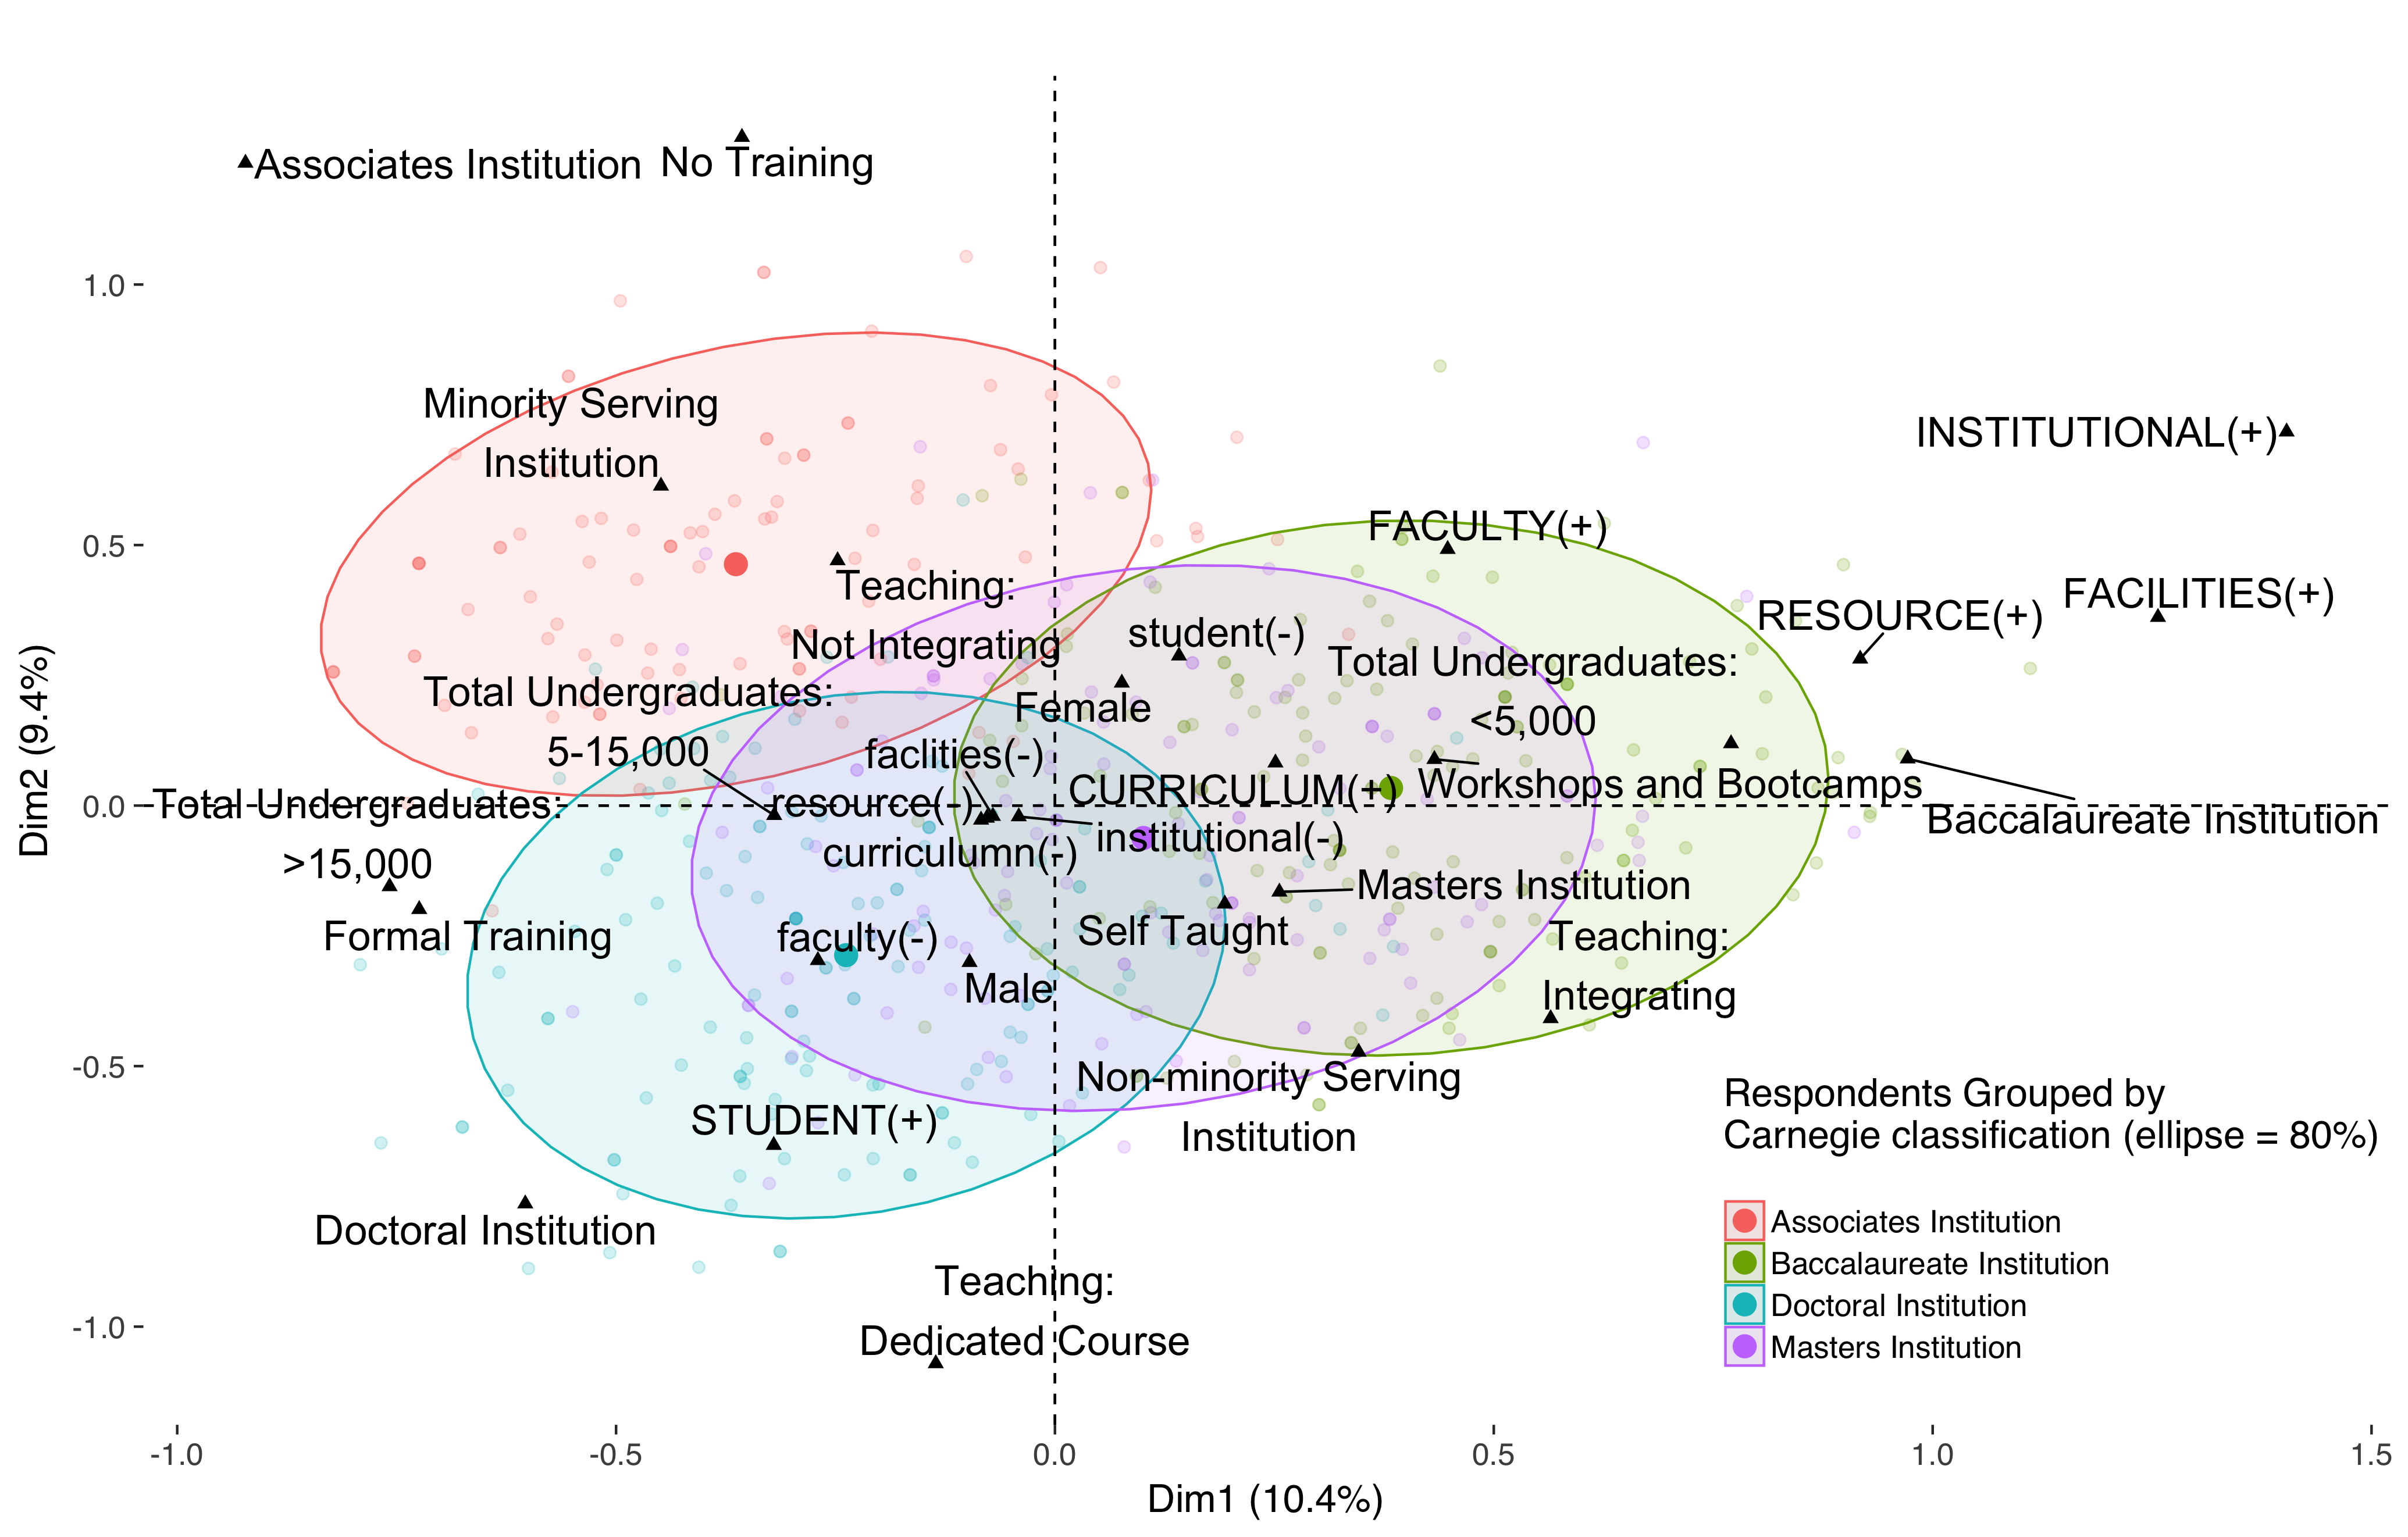 Associates Institution
No Training
1.0
Minority Serving
Institution
INSTITUTIONAL(+)
FACULTY(+)
0.5
Teaching:
Not Integrating
FACILITIES(+)
RESOURCE(+)
student(-)
Total Undergraduates:
<5,000
Total Undergraduates:
5-15,000
Female
faclities(-)
CURRICULUM(+)
Workshops and Bootcamps
0.0
Total Undergraduates:
>15,000
resource(-)
institutional(-)
Baccalaureate Institution
curriculumn(-)
Masters Institution
Formal Training
faculty(-)
Self Taught
Teaching:
Integrating
Male
-0.5
Non-minority Serving
Institution
STUDENT(+)
Doctoral Institution
Teaching:
Dedicated Course
-1.0
Dim2 (9.4%)
-1.0
-0.5
0.0
0.5
1.0
1.5
Dim1 (10.4%)
Respondents Grouped by
Carnegie classification (ellipse = 80%)
Associates Institution
Baccalaureate Institution
Doctoral Institution
Masters Institution